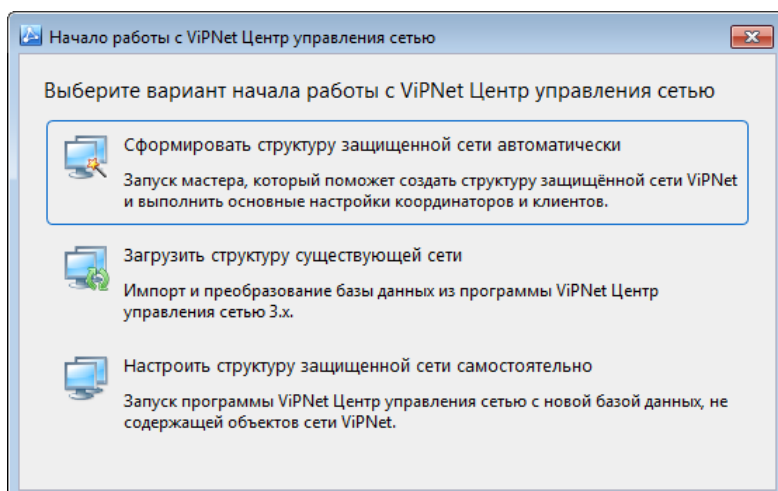 Начало работы с ViPNet Центр управления сетью
Выберите вариант начала работы с ViPNet Центр управления сетью
Сформировать структуру защищенной сети автоматически
Запуск мастера, который поможет создать структуру защищённой сети ViPNet
и выполнить основные настройки координаторов и клиентов.
Загрузить структуру существующей сети
Импорт и преобразование базы данных из программы ViPNet Центр
управления сетью 3.x.
Настроить структуру защищенной сети самостоятельно
Запуск программы ViPNet Центр управления сетью с новой базой данных, не
содержащей объектов сети ViPNet.